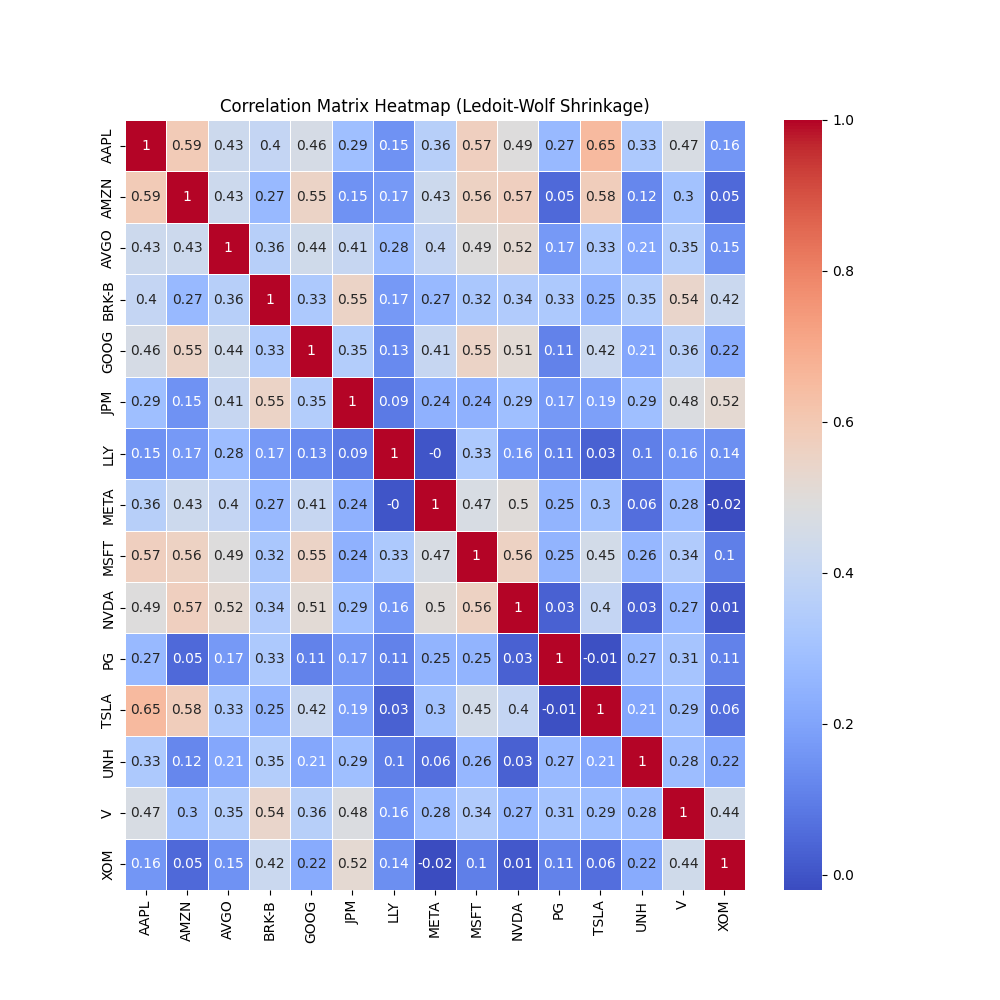 Correlation Matrix Heatmap (Ledoit-Wolf Shrinkage)
AAPL 1 0.59 0.43 0.4 0.46 0.29 0.15 0.36 0.57 0.49 0.27 0.65 0.33 0.47 0.16
AMZN 0.59 1 0.43 0.27 0.55 0.15 0.17 0.43 0.56 0.57 0.05 0.58 0.12 0.3 0.05
AVGO 0.43 0.43 1 0.36 0.44 0.41 0.28 0.4 0.49 0.52 0.17 0.33 0.21 0.35 0.15
BRK-B 0.4 0.27 0.36 1 0.33 0.55 0.17 0.27 0.32 0.34 0.33 0.25 0.35 0.54 0.42
GOOG 0.46 0.55 0.44 0.33 1 0.35 0.13 0.41 0.55 0.51 0.11 0.42 0.21 0.36 0.22
JPM 0.29 0.15 0.41 0.55 0.35 1 0.09 0.24 0.24 0.29 0.17 0.19 0.29 0.48 0.52
LLY 0.15 0.17 0.28 0.17 0.13 0.09 1 -0 0.33 0.16 0.11 0.03 0.1 0.16 0.14
META 0.36 0.43 0.4 0.27 0.41 0.24 -0 1 0.47 0.5 0.25 0.3 0.06 0.28 -0.02
MSFT 0.57 0.56 0.49 0.32 0.55 0.24 0.33 0.47 1 0.56 0.25 0.45 0.26 0.34 0.1
NVDA 0.49 0.57 0.52 0.34 0.51 0.29 0.16 0.5 0.56 1 0.03 0.4 0.03 0.27 0.01
PG 0.27 0.05 0.17 0.33 0.11 0.17 0.11 0.25 0.25 0.03 1 -0.01 0.27 0.31 0.11
TSLA 0.65 0.58 0.33 0.25 0.42 0.19 0.03 0.3 0.45 0.4 -0.01 1 0.21 0.29 0.06
UNH 0.33 0.12 0.21 0.35 0.21 0.29 0.1 0.06 0.26 0.03 0.27 0.21 1 0.28 0.22
V 0.47 0.3 0.35 0.54 0.36 0.48 0.16 0.28 0.34 0.27 0.31 0.29 0.28 1 0.44
XOM 0.16 0.05 0.15 0.42 0.22 0.52 0.14 -0.02 0.1 0.01 0.11 0.06 0.22 0.44 1
AAPL AMZN AVGO BRK-B GOOG JPM LLY META MSFT NVDA PG TSLA UNH V XOM
1.0
0.8
0.6
0.4
0.2
0.0